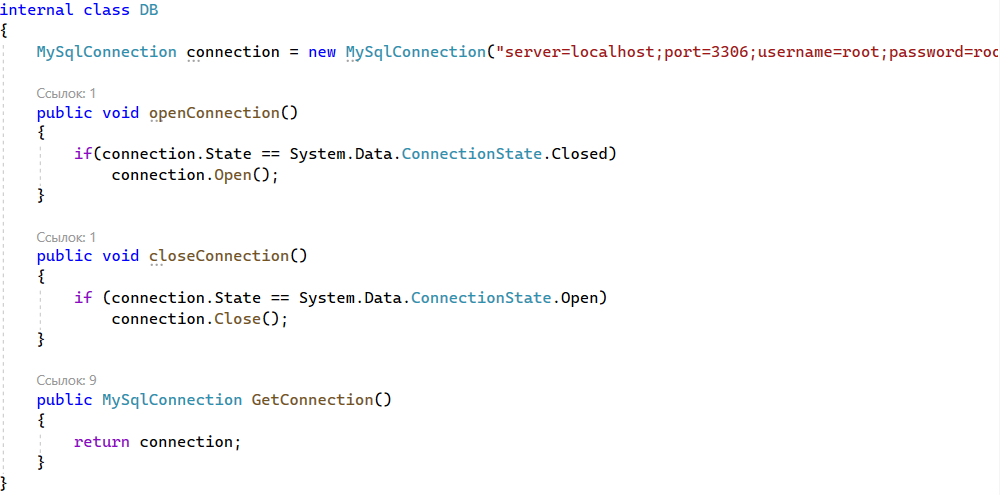 internal class DB
{
MySqlConnection connection = new MySqlConnection("server=localhost;port=3306;username=root;password=roo
Ссылок: 1
public void openConnection()
{
if(connection.State == System.Data.ConnectionState.Closed)
connection.Open();
}
Ссылок: 1
public void closeConnection()
{
if (connection.State == System.Data.ConnectionState.Open)
connection.Close();
}
Ссылок: 9
public MySqlConnection GetConnection()
{
return connection;
}
}